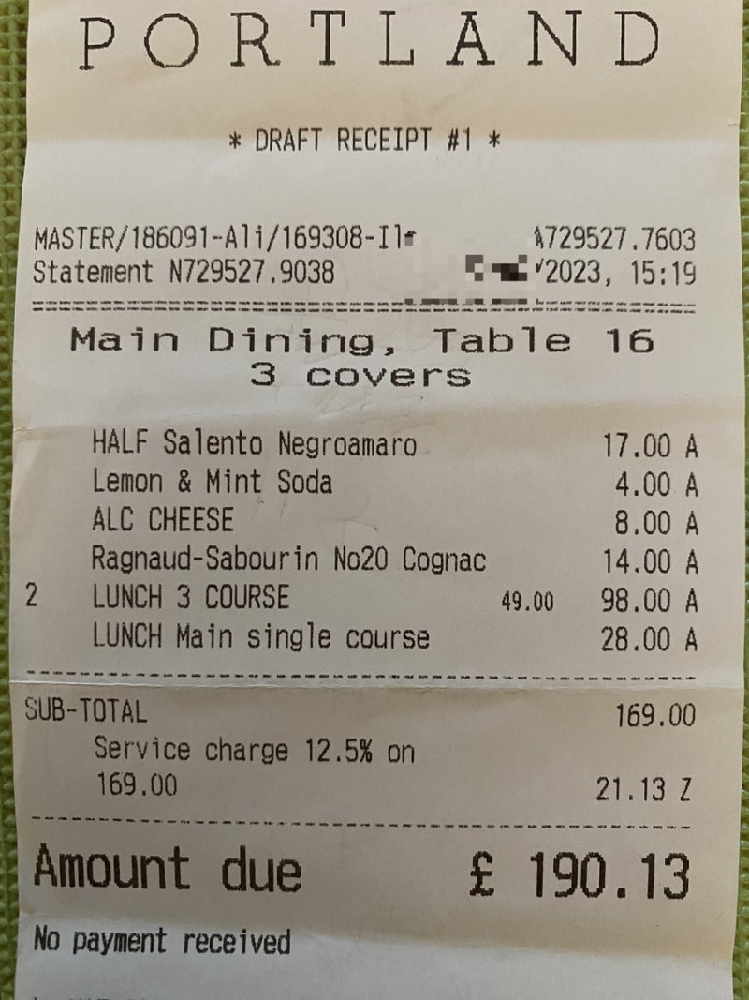 PORTLAND
* DRAFT RECEIPT #1 *
MASTER/186091-Ali/169308- A729527.7603
Statement N729527.9038 /2023, 15:19
Main Dining, Table 16
3 covers
HALF Salento Negroamaro 17.00 A
Lemon & Mint Soda 4.00 A
ALC CHEESE 8.00 A
Ragnaud-Sabourin No20 Cognac 14.00 A
2 LUNCH 3 COURSE 49.00 98.00 A
LUNCH Main single course 28.00 A
SUB-TOTAL 169.00
Service charge 12.5% on
169.00 21.13 Z
Amount due £ 190.13
No payment received